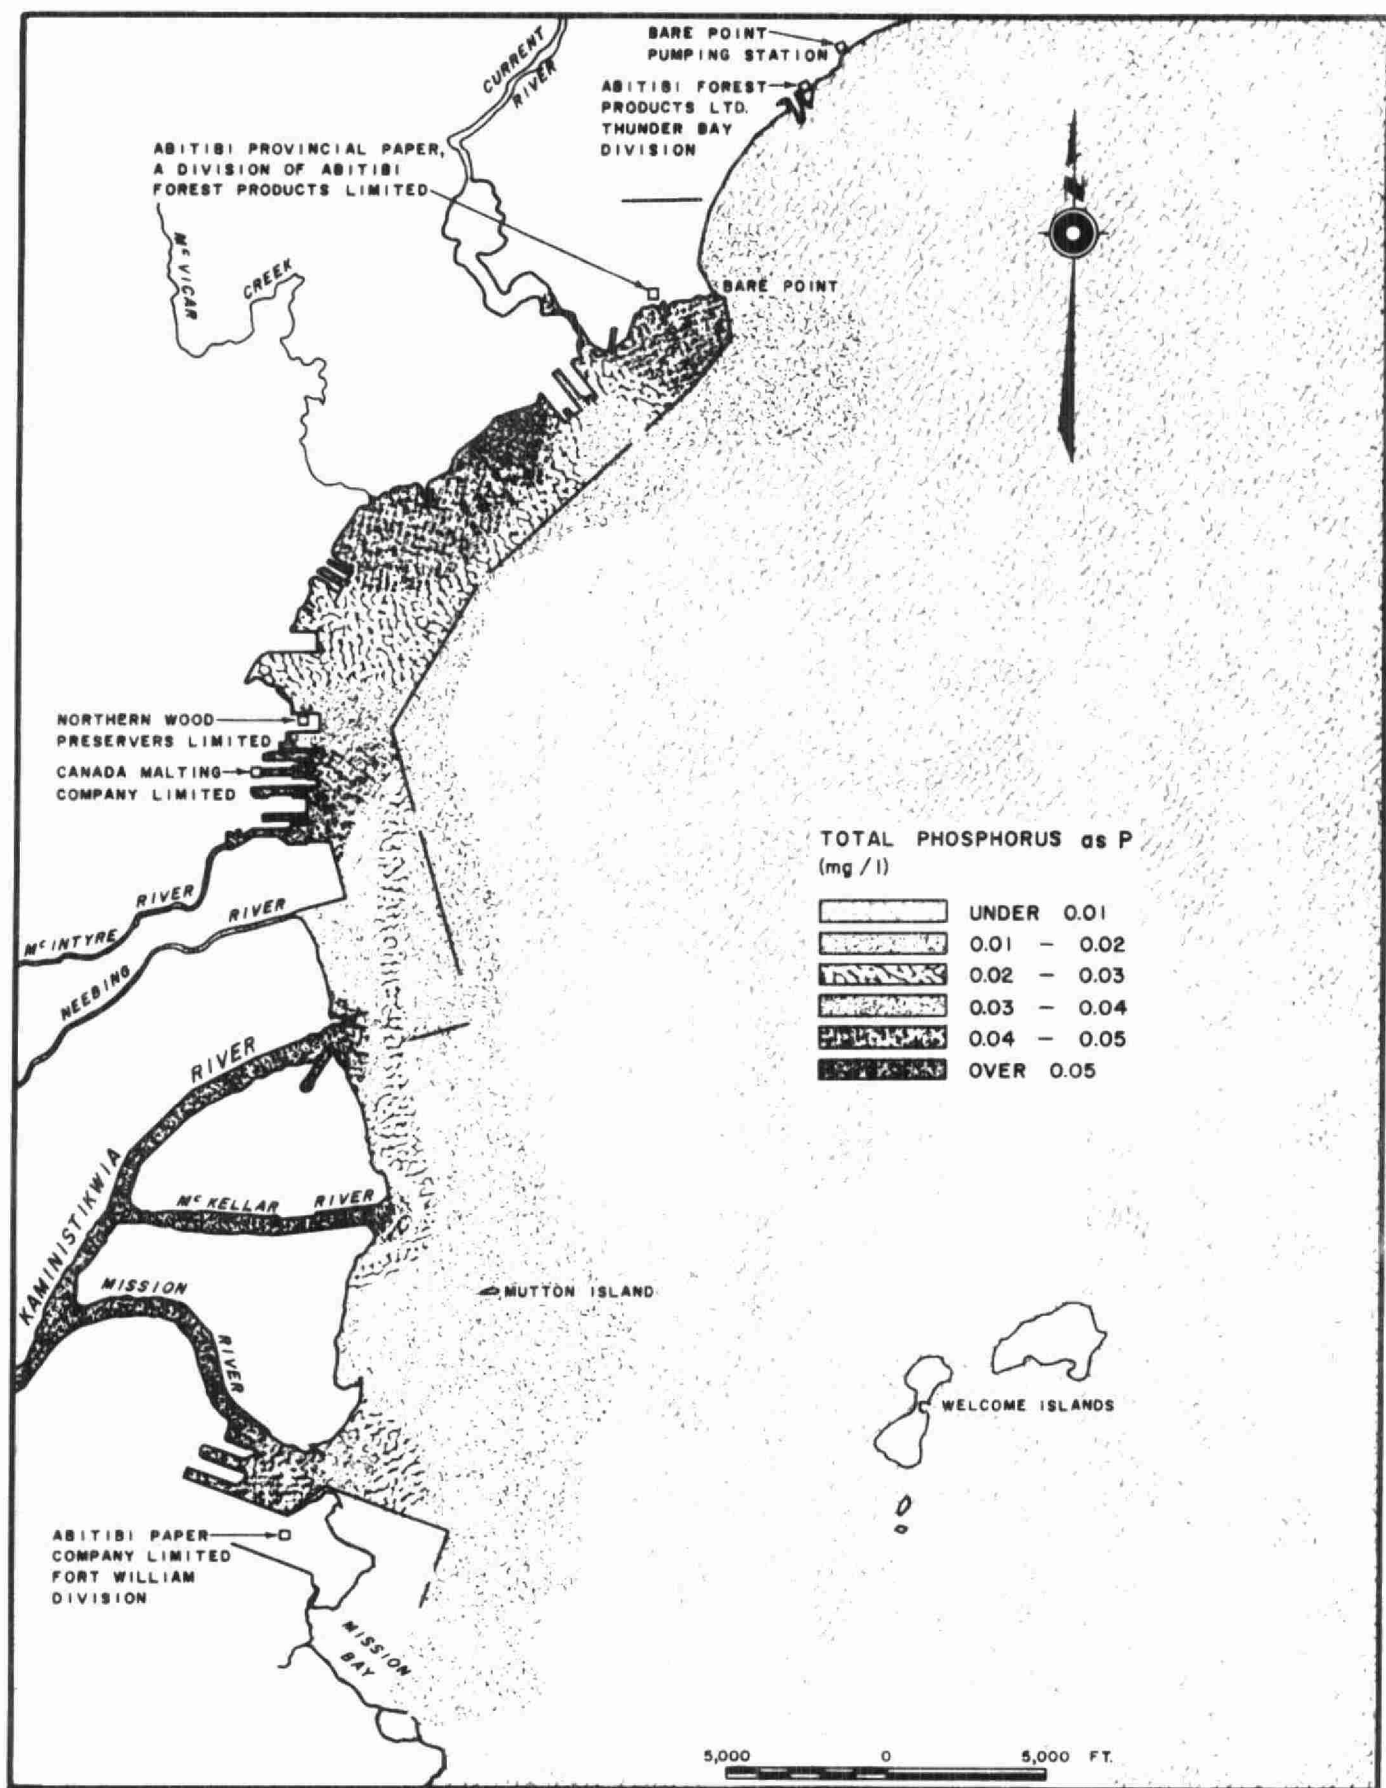 BARE POINT
PUMPING STATION
CURRENT
RIVER
ABITIBI FOREST
PRODUCTS LTD.
THUNDER BAY
DIVISION
ABITIBI PROVINCIAL PAPER,
A DIVISION OF ABITIBI
FOREST PRODUCTS LIMITED
N
McVICAR
CREEK
BARE POINT
NORTHERN WOOD
PRESERVERS LIMITED
CANADA MALTING
COMPANY LIMITED
TOTAL PHOSPHORUS as P
(mg/l)
UNDER 0.01
0.01 - 0.02
0.02 - 0.03
0.03 - 0.04
0.04 - 0.05
OVER 0.05
McINTYRE RIVER
NEEBING RIVER
KAMINISTIKWIA RIVER
McKELLAR RIVER
MISSION RIVER
MUTTON ISLAND
WELCOME ISLANDS
ABITIBI PAPER
COMPANY LIMITED
FORT WILLIAM
DIVISION
MISSION
BAY
5,000 0 5,000 FT.